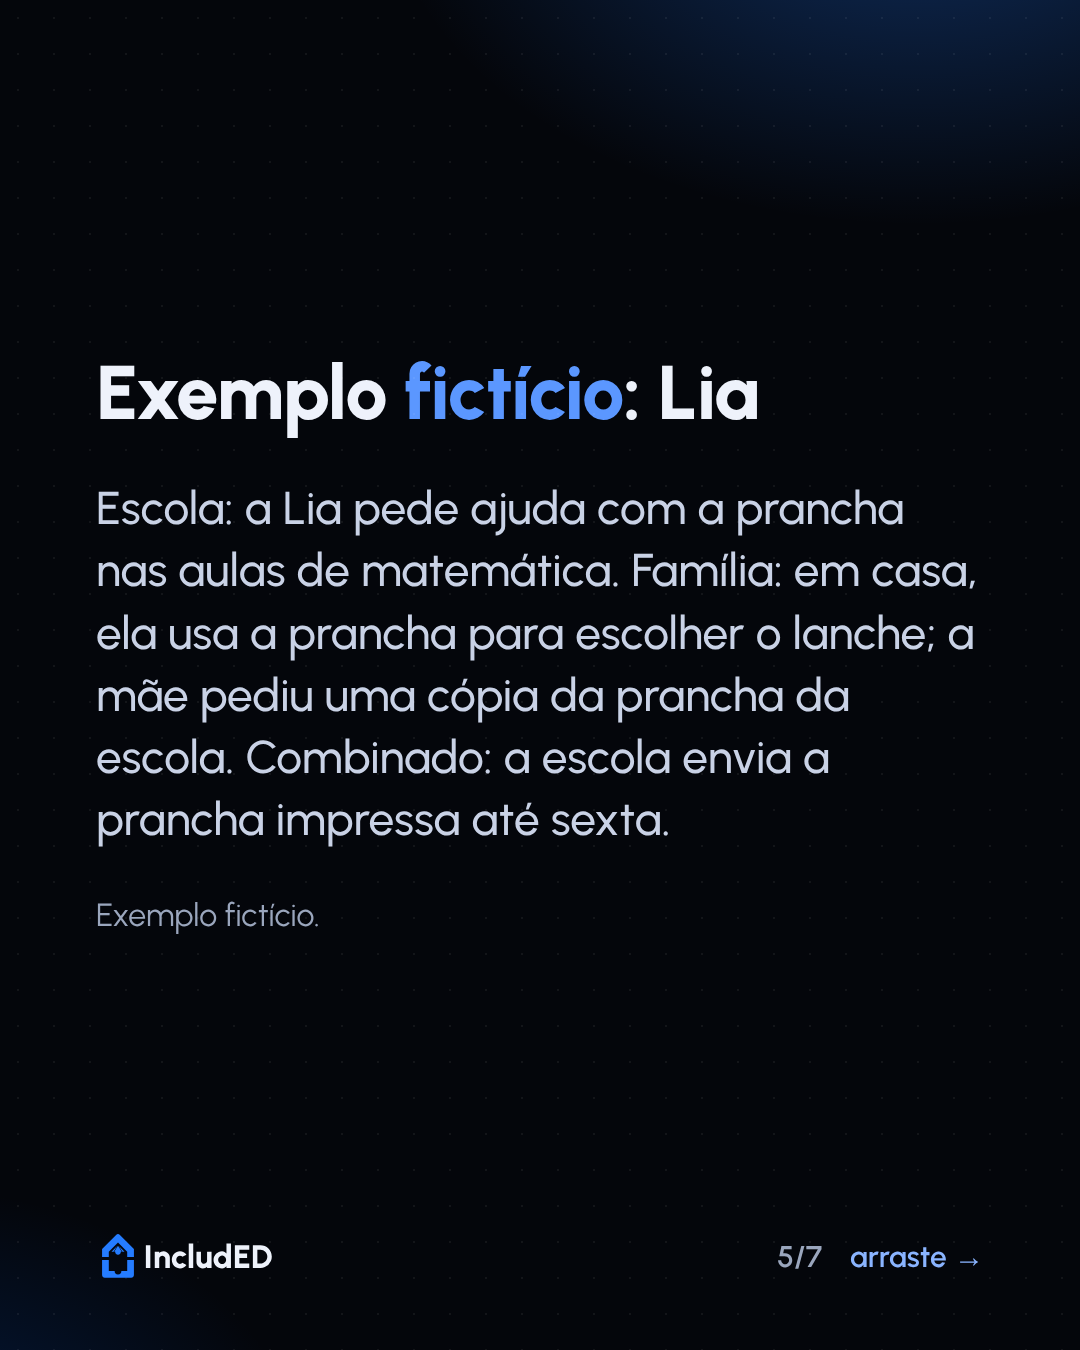 Exemplo fictício: Lia
Escola: a Lia pede ajuda com a prancha
nas aulas de matemática. Família: em casa,
ela usa a prancha para escolher o lanche; a
mãe pediu uma cópia da prancha da
escola. Combinado: a escola envia a
prancha impressa até sexta.
Exemplo fictício.
IncludED
5/7 arraste →